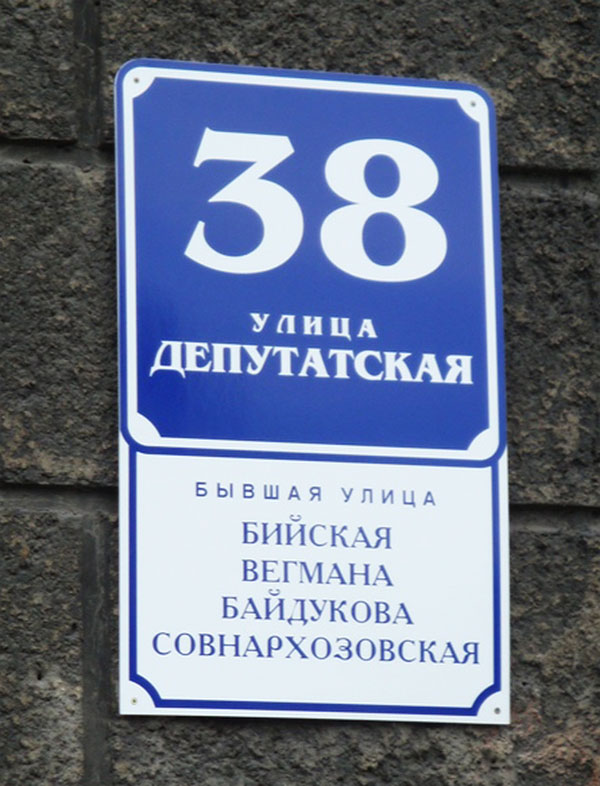 38
УЛИЦА
ДЕПУТАТСКАЯ
БЫВШАЯ УЛИЦА
БИЙСКАЯ
ВЕГМАНА
БАЙДУКОВА
СОВНАРХОЗОВСКАЯ